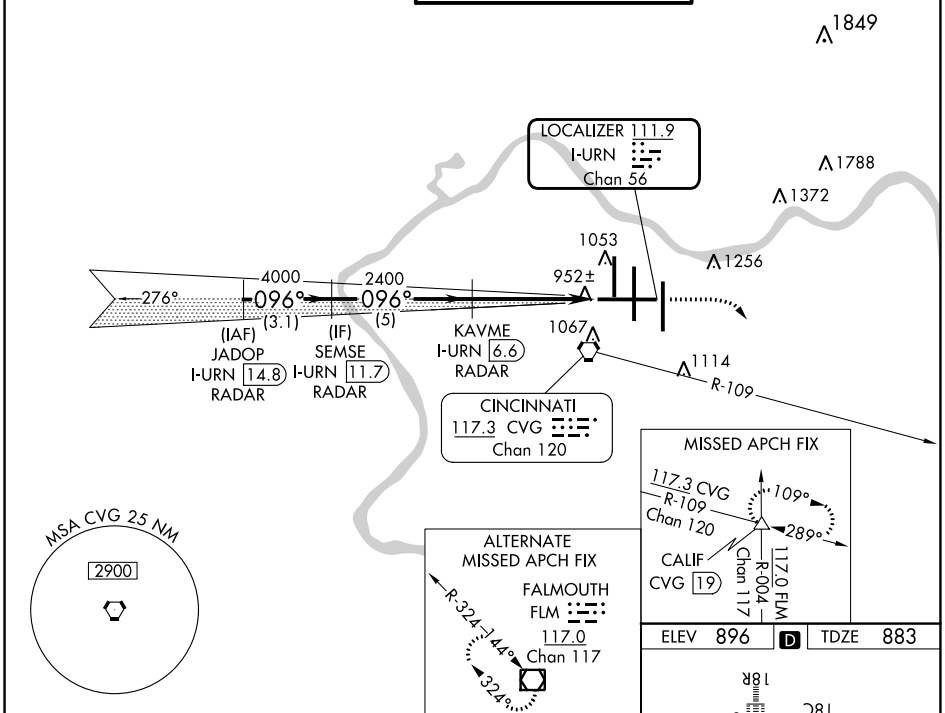 1849
LOCALIZER 111.9
I-URN
Chan 56
1788
1372
1053
1256
952±
4000
2400
276°
096°
096°
(3.1)
(5)
(IAF)
JADOP
I-URN 14.8
RADAR
(IF)
SEMSE
I-URN 11.7
RADAR
KAVME
I-URN 6.6
RADAR
1067
1114
R-109
CINCINNATI
117.3 CVG
Chan 120
MISSED APCH FIX
117.3 CVG
R-109
Chan 120
109°
289°
CALIF
CVG 19
117.0 FLM
R-004
Chan 117
MSA CVG 25 NM
2900
ALTERNATE
MISSED APCH FIX
FALMOUTH
FLM
117.0
Chan 117
R-324
144°
324°
ELEV 896 D TDZE 883
18R
18C